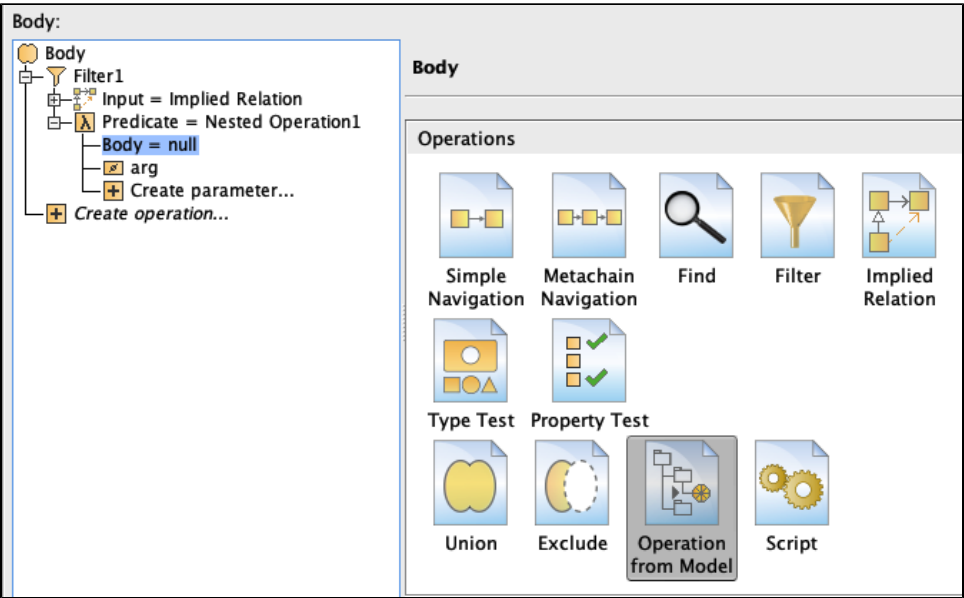 Body:
Body
Filter1
Input = Implied Relation
λ Predicate = Nested Operation1
Body = null
arg
Create parameter...
Create operation...
Body
Operations
Simple Navigation
Metachain Navigation
Find
Filter
Implied Relation
Type Test
Property Test
Union
Exclude
Operation from Model
Script